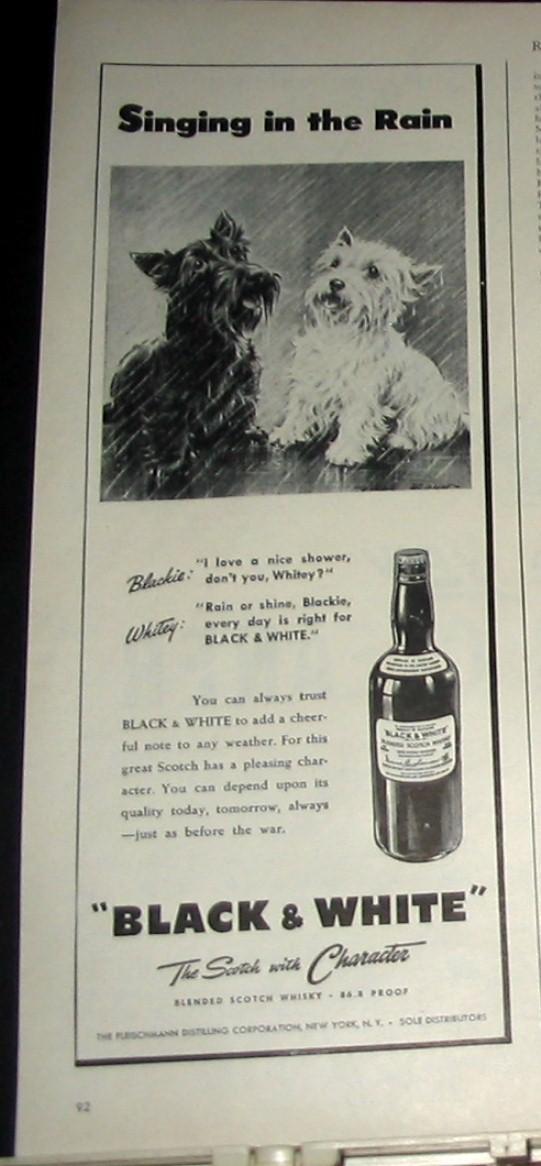 Singing in the Rain
Blackie: "I love a nice shower,
don't you, Whitey?"
Whitey: "Rain or shine, Blackie,
every day is right for
BLACK & WHITE."
You can always trust
BLACK & WHITE to add a cheer-
ful note to any weather. For this
great Scotch has a pleasing char-
acter. You can depend upon its
quality today, tomorrow, always
—just as before the war.
BLACK & WHITE
BLENDED SCOTCH WHISKY
"BLACK & WHITE"
The Scotch with Character
BLENDED SCOTCH WHISKY - 86.8 PROOF
THE FLEISCHMANN DISTILLING CORPORATION, NEW YORK, N. Y. • SOLE DISTRIBUTORS
92
R